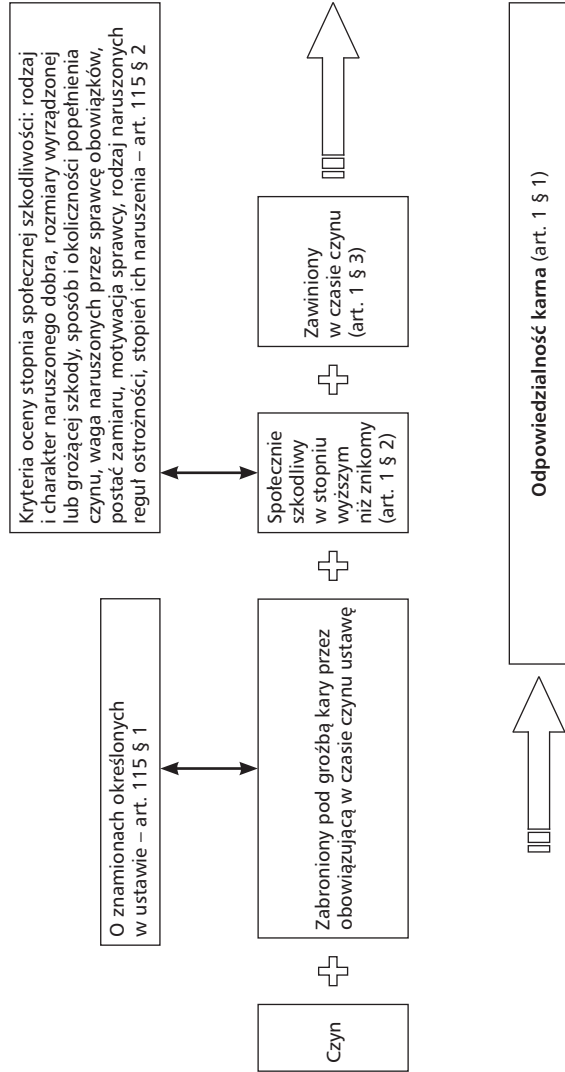 O znamionach określonych
w ustawie – art. 115 § 1
Kryteria oceny stopnia społecznej szkodliwości: rodzaj
i charakter naruszonego dobra, rozmiary wyrządzonej
lub grożącej szkody, sposób i okoliczności popełnienia
czynu, waga naruszonych przez sprawcę obowiązków,
postać zamiaru, motywacja sprawcy, rodzaj naruszonych
reguł ostrożności, stopień ich naruszenia – art. 115 § 2
Czyn
Zabroniony pod groźbą kary przez
obowiązującą w czasie czynu ustawę
Społecznie
szkodliwy
w stopniu
wyższym
niż znikomy
(art. 1 § 2)
Zawiniony
w czasie czynu
(art. 1 § 3)
Odpowiedzialność karna (art. 1 § 1)